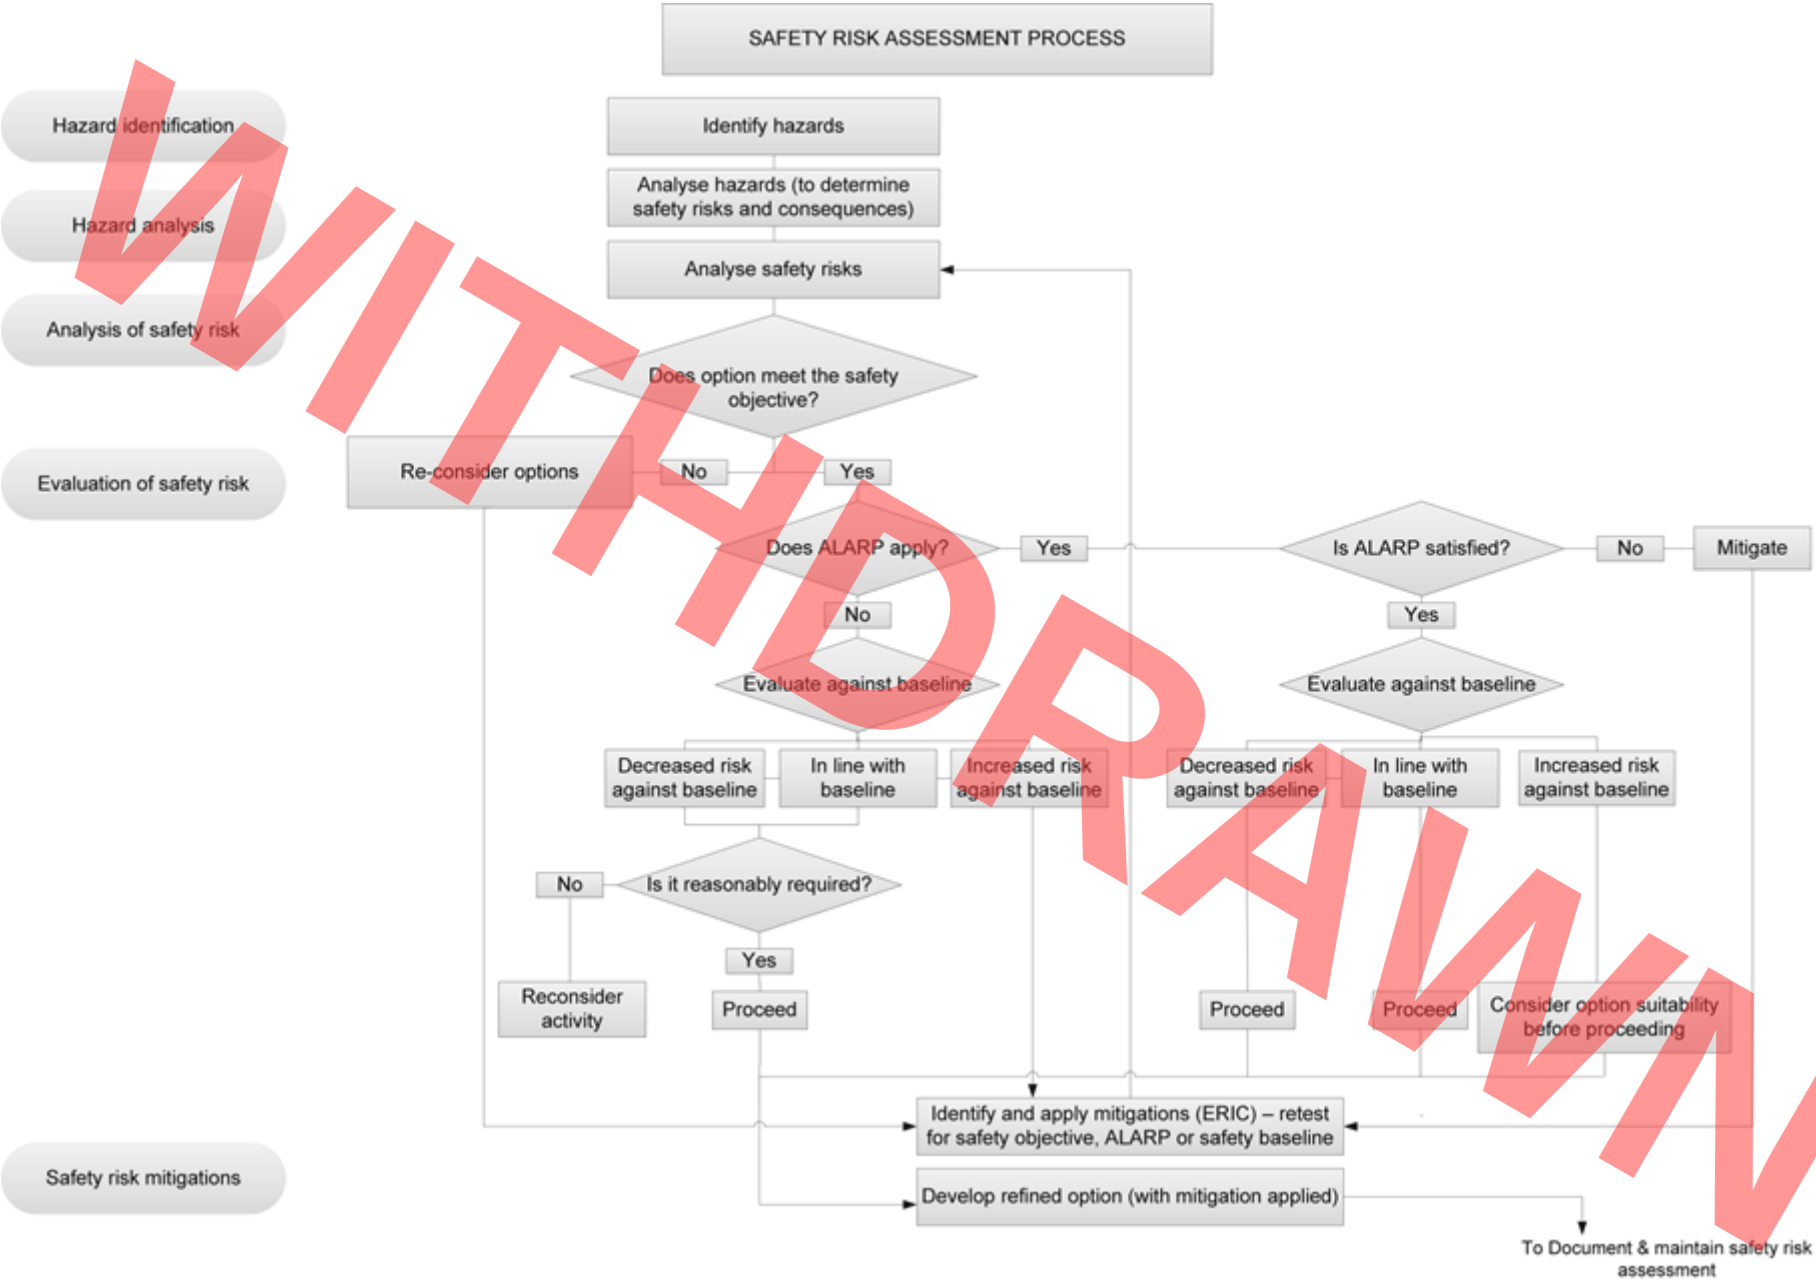 SAFETY RISK ASSESSMENT PROCESS
Hazard identification
Identify hazards
Analyse hazards (to determine
safety risks and consequences)
Hazard analysis
Analyse safety risks
Analysis of safety risk
Does option meet the safety
objective?
Evaluation of safety risk
Re-consider options
No
Yes
Does ALARP apply?
Yes
Is ALARP satisfied?
No
Mitigate
No
Yes
Evaluate against baseline
Evaluate against baseline
Decreased risk
against baseline
In line with
baseline
Increased risk
against baseline
Decreased risk
against baseline
In line with
baseline
Increased risk
against baseline
No
Is it reasonably required?
Yes
Reconsider
activity
Proceed
Proceed
Proceed
Consider option suitability
before proceeding
Identify and apply mitigations (ERIC) – retest
for safety objective, ALARP or safety baseline
Safety risk mitigations
Develop refined option (with mitigation applied)
To Document & maintain safety risk
assessment
WITHDRAWN